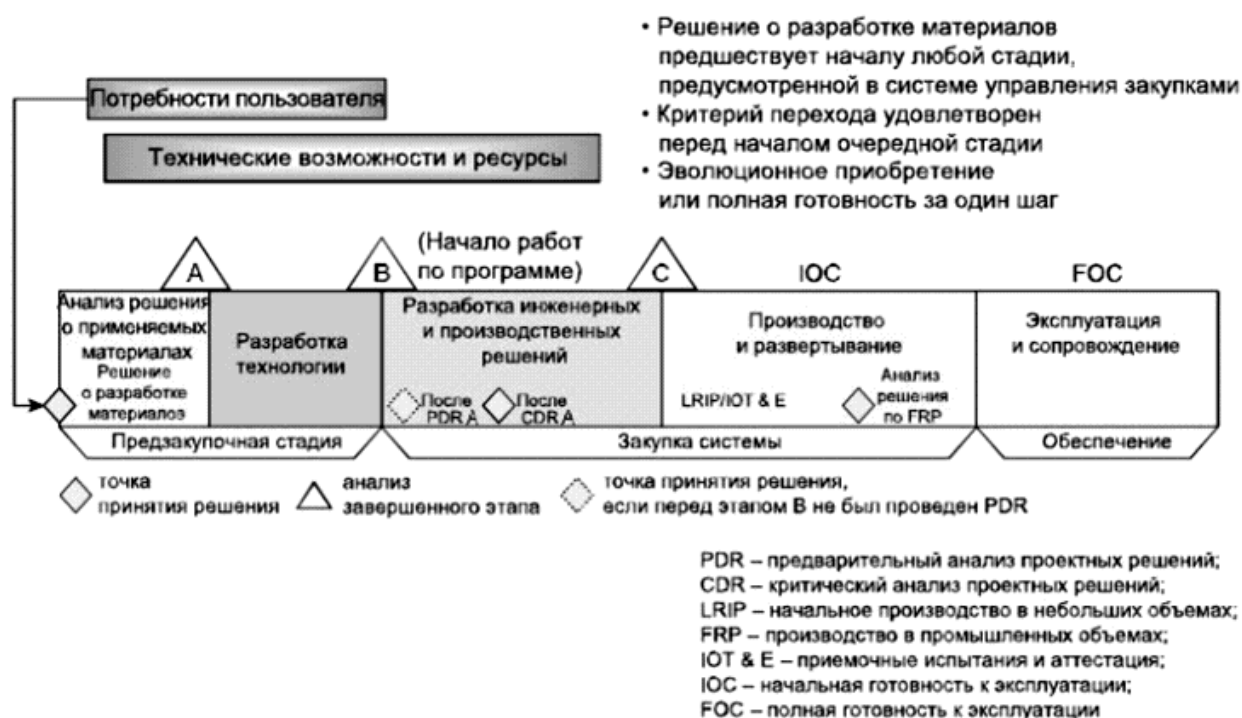 • Решение о разработке материалов
предшествует началу любой стадии,
предусмотренной в системе управления закупками
• Критерий перехода удовлетворен
перед началом очередной стадии
• Эволюционное приобретение
или полная готовность за один шаг
Потребности пользователя
Технические возможности и ресурсы
A
B
(Начало работ
по программе)
C
IOC
FOC
Анализ решения
о применяемых
материалах
Решение
о разработке
материалов
Разработка
технологии
Разработка инженерных
и производственных
решений
После
PDR A
После
CDR A
Производство
и развертывание
LRIP/IOT & E
Анализ
решения
по FRP
Эксплуатация
и сопровождение
Предзакупочная стадия
Закупка системы
Обеспечение
точка
принятия решения
анализ
завершенного этапа
точка принятия решения,
если перед этапом B не был проведен PDR
PDR – предварительный анализ проектных решений;
CDR – критический анализ проектных решений;
LRIP – начальное производство в небольших объемах;
FRP – производство в промышленных объемах;
IOT & E – приемочные испытания и аттестация;
IOC – начальная готовность к эксплуатации;
FOC – полная готовность к эксплуатации